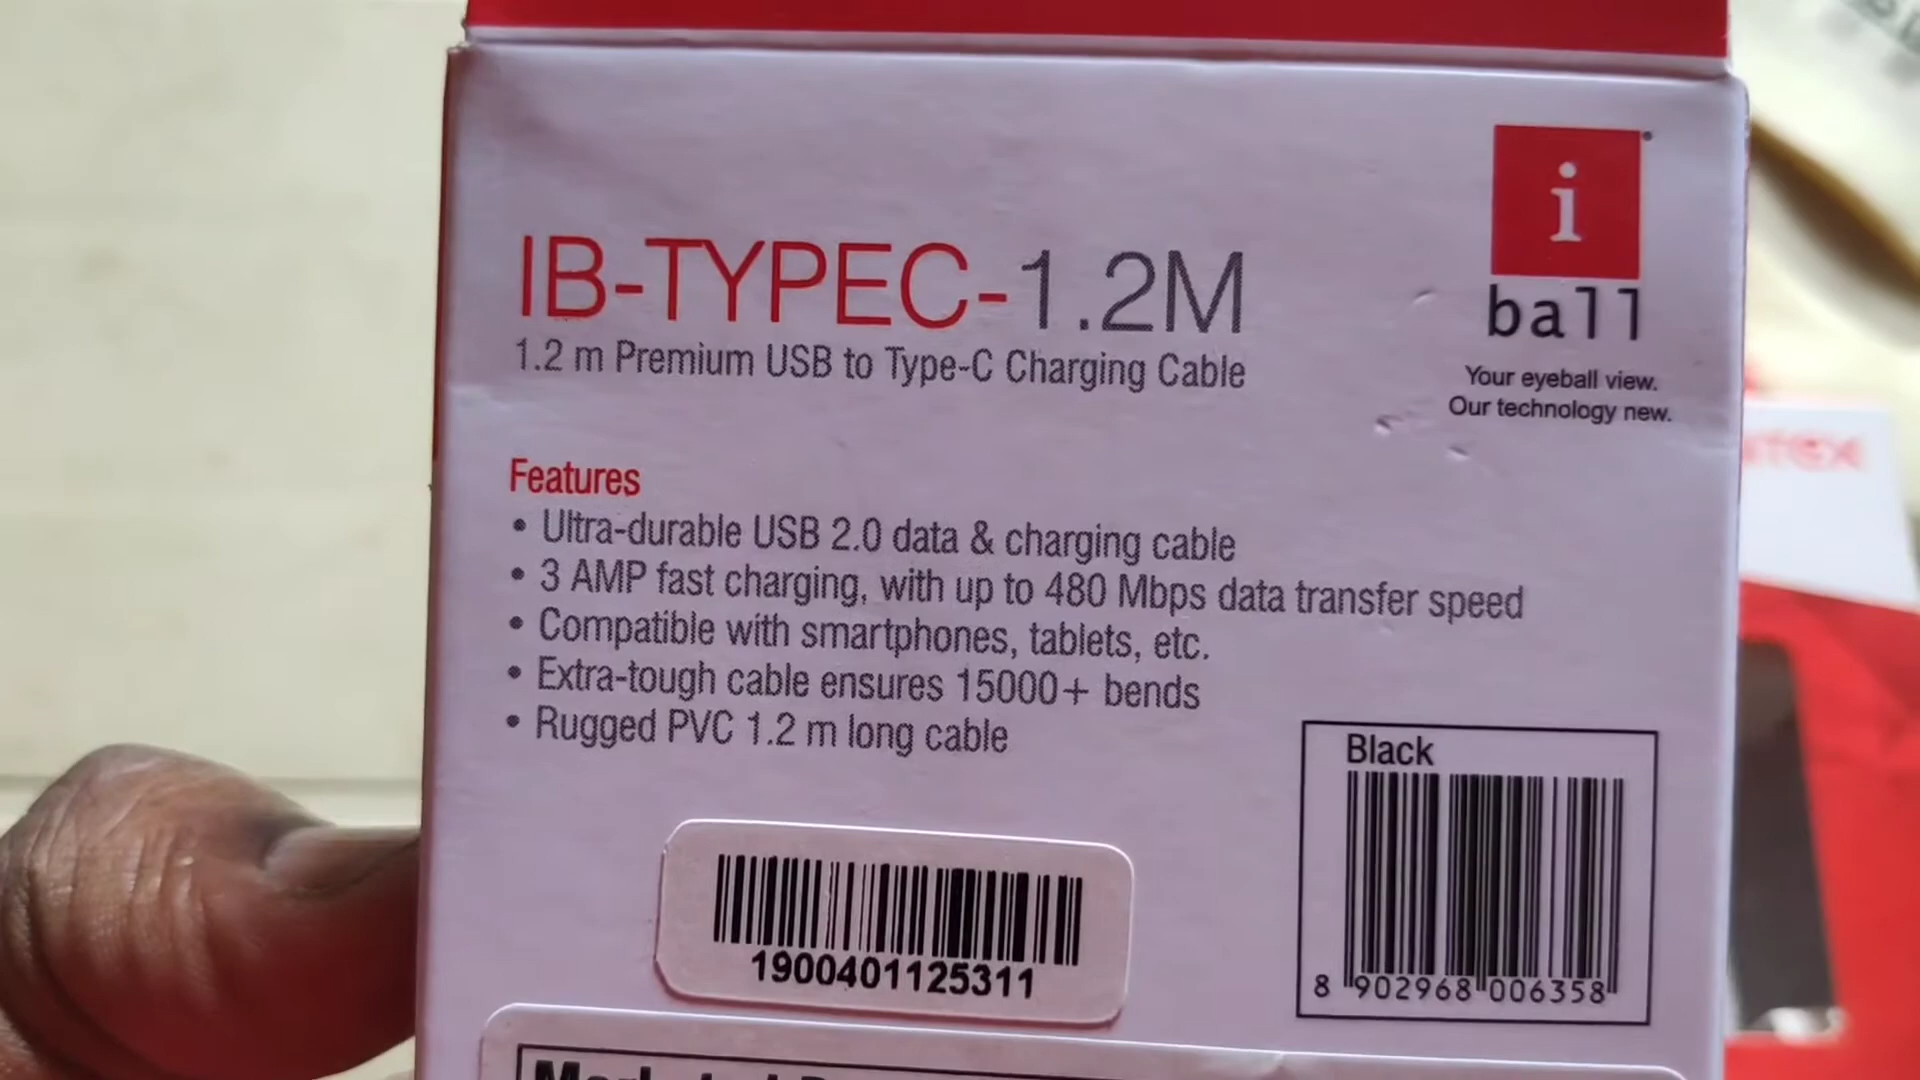 i
ball
Your eyeball view.
Our technology new.
IB-TYPEC-1.2M
1.2 m Premium USB to Type-C Charging Cable
Features
• Ultra-durable USB 2.0 data & charging cable
• 3 AMP fast charging, with up to 480 Mbps data transfer speed
• Compatible with smartphones, tablets, etc.
• Extra-tough cable ensures 15000+ bends
• Rugged PVC 1.2 m long cable
Black
8 902968 006358
1900401125311